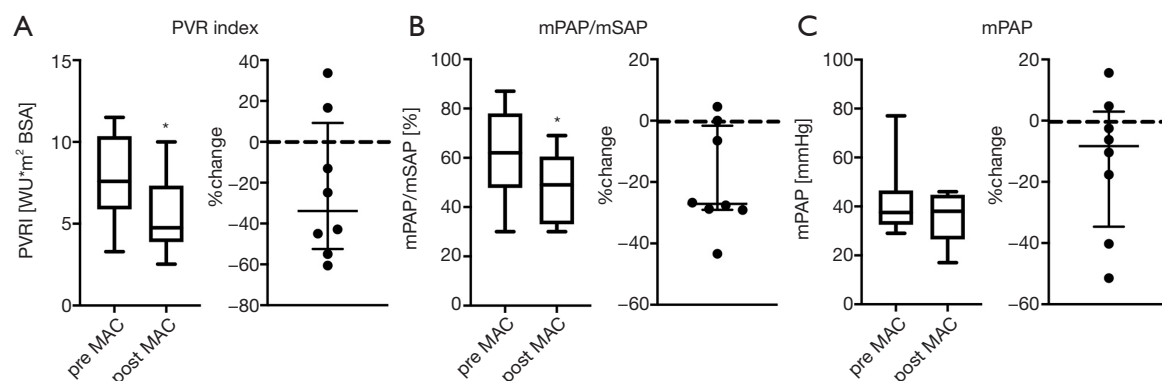 A
PVR index
PVRI [WU*m² BSA]
15
10
5
0
*
pre MAC
post MAC
%change
40
20
0
−20
−40
−60
−80
B
mPAP/mSAP
mPAP/mSAP [%]
100
80
60
40
20
0
*
pre MAC
post MAC
%change
20
0
−20
−40
−60
C
mPAP
mPAP [mmHg]
100
80
60
40
20
0
pre MAC
post MAC
%change
20
0
−20
−40
−60